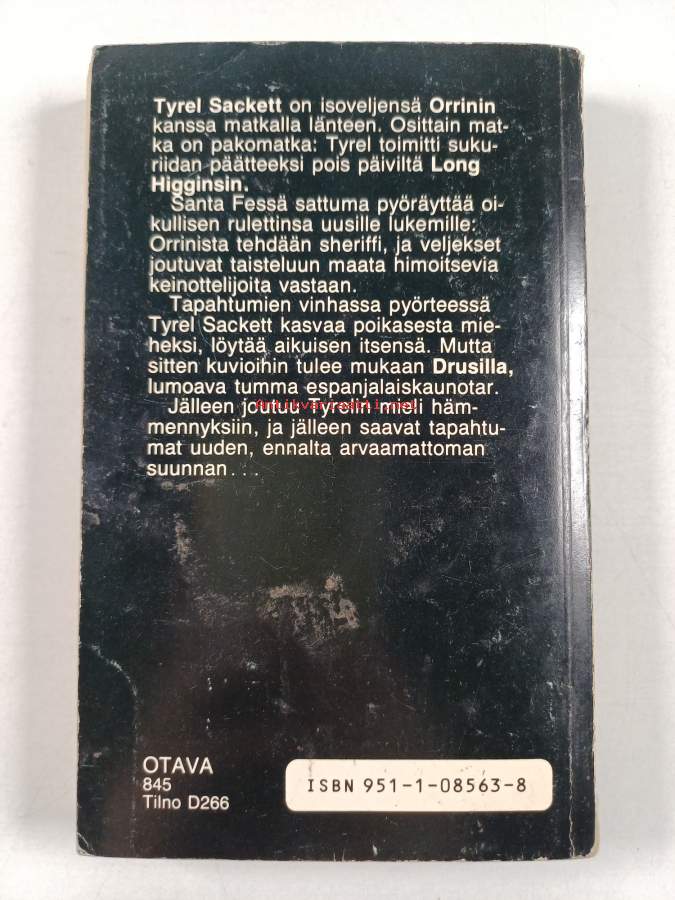 Tyrel Sackett on isoveljensä Orrinin
kanssa matkalla länteen. Osittain mat-
ka on pakomatka: Tyrel toimitti suku-
riidan päätteeksi pois päiviltä Long
Higginsin.
Santa Fessä sattuma pyöräyttää oi-
kullisen rulettinsa uusille lukemille:
Orrinista tehdään sheriffi, ja veljekset
joutuvat taisteluun maata himoitsevia
keinottelijoita vastaan.
Tapahtumien vinhassa pyörteessä
Tyrel Sackett kasvaa poikasesta mie-
heksi, löytää aikuisen itsensä. Mutta
sitten kuvioihin tulee mukaan Drusilla,
lumoava tumma espanjalaiskaunotar.
Jälleen joutuu Tyrelin mieli häm-
mennyksiin, ja jälleen saavat tapahtu-
mat uuden, ennalta arvaamattoman
suunnan . . .
antikvariaatti.net
OTAVA
845
Tilno D266
ISBN 951-1-08563-8